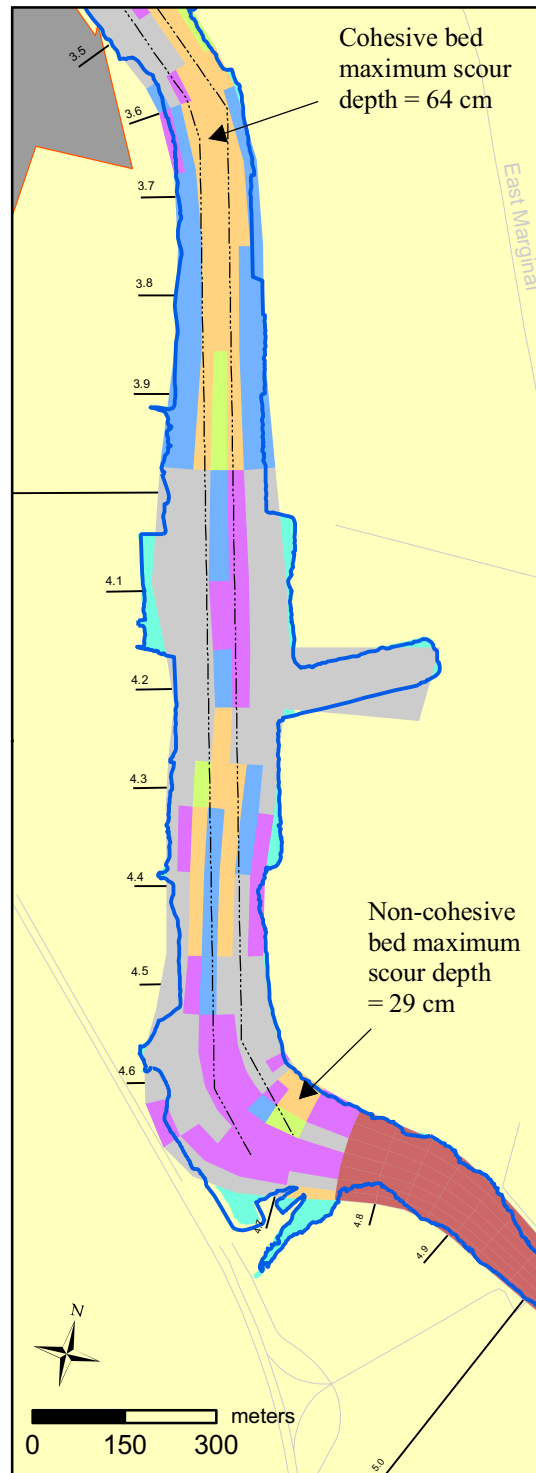 Cohesive bed
maximum scour
depth = 64 cm
3.5
3.6
East Marginal
3.7
3.8
3.9
4.1
4.2
4.3
4.4
Non-cohesive
bed maximum
scour depth
= 29 cm
4.5
4.6
4.7
4.8
4.9
N
meters
0 150 300
5.0